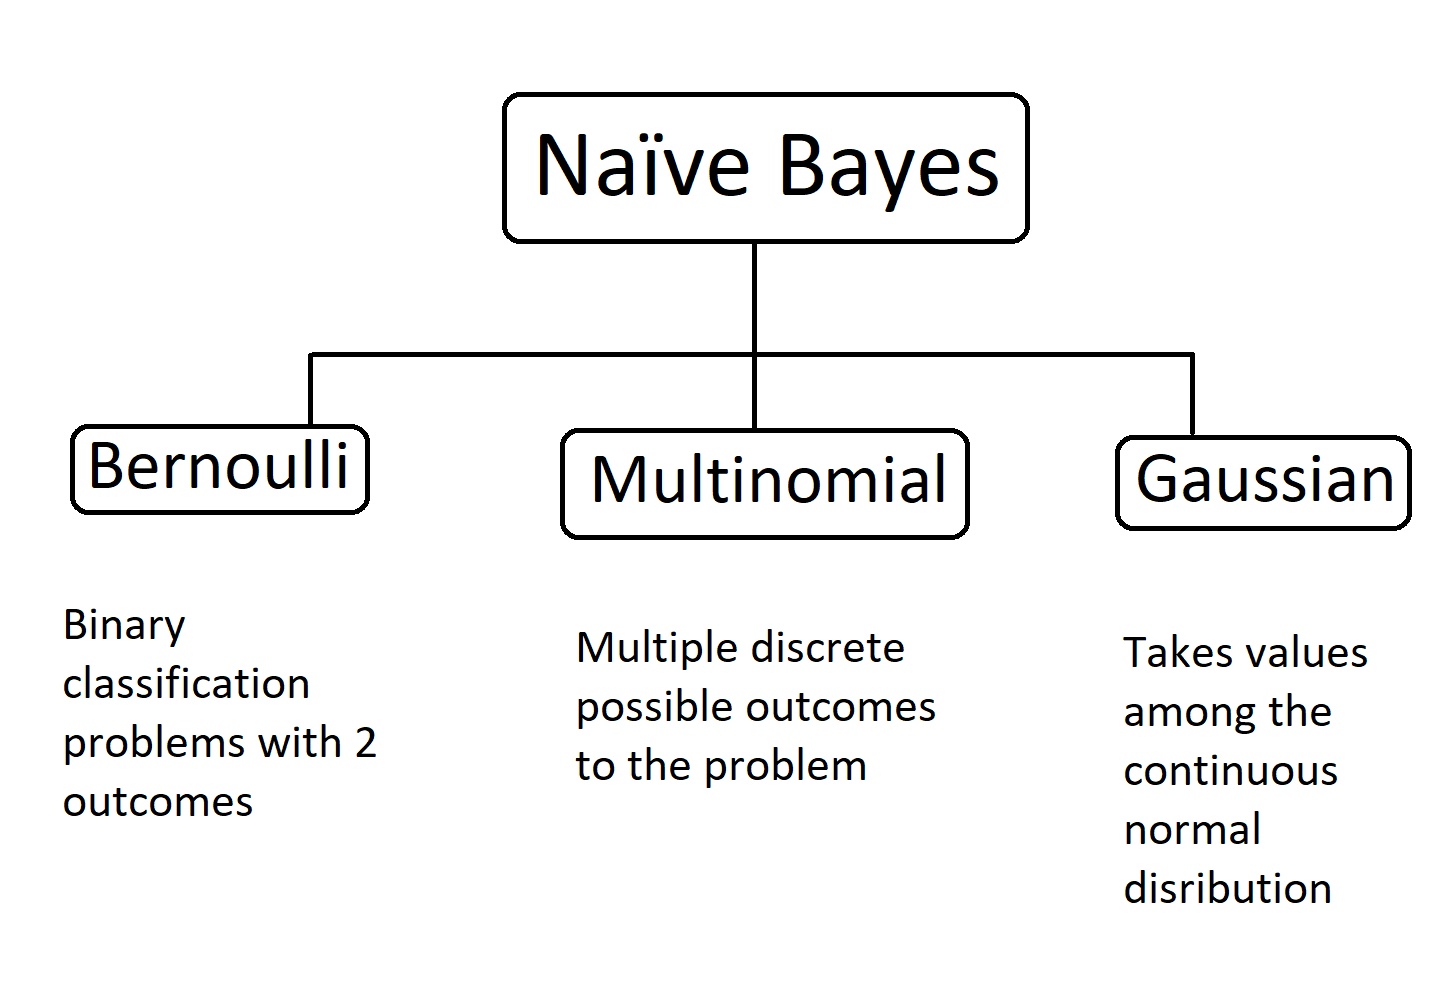 Naïve Bayes
Bernoulli
Multinomial
Gaussian
Binary
classification
problems with 2
outcomes
Multiple discrete
possible outcomes
to the problem
Takes values
among the
continuous
normal
disribution